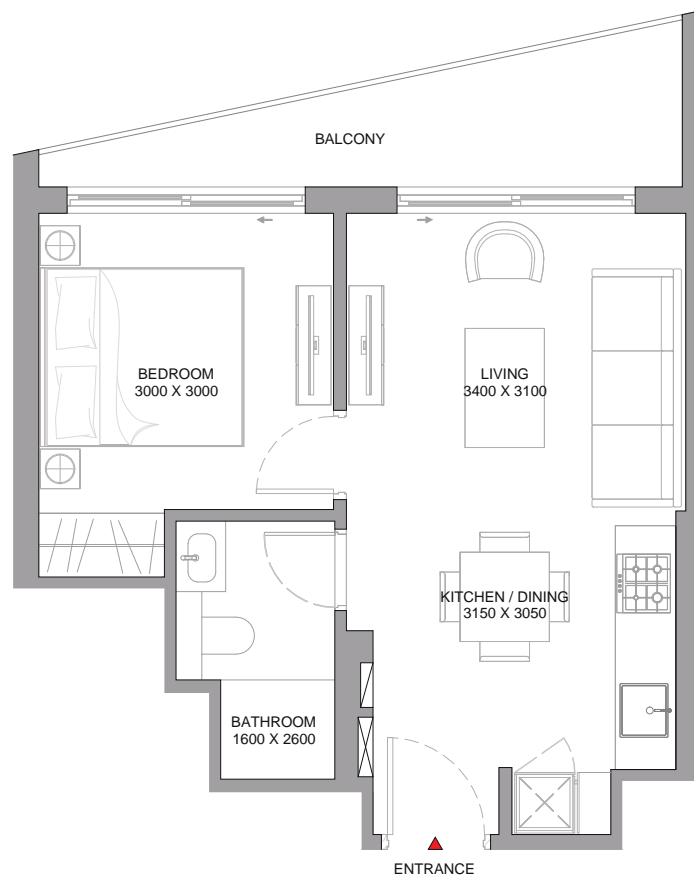 BALCONY
BEDROOM
3000 X 3000
LIVING
3400 X 3100
KITCHEN / DINING
3150 X 3050
BATHROOM
1600 X 2600
ENTRANCE